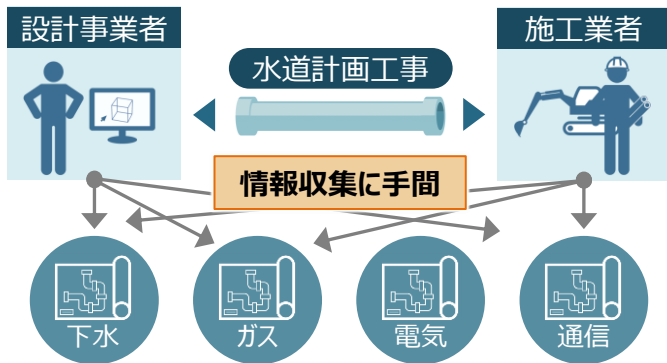 設計事業者
施工業者
水道計画工事
情報収集に手間
下水
ガス
電気
通信